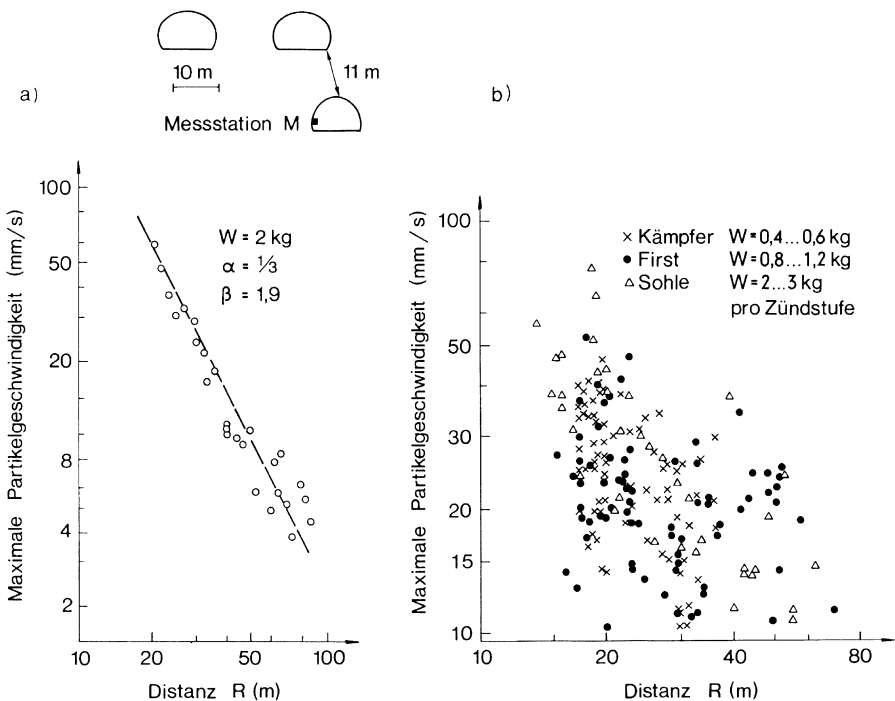 a)
10 m
11 m
Messstation M
Maximale Partikelgeschwindigkeit (mm/s)
100
50
20
10
8
4
2
W = 2 kg
α = ⅓
β = 1,9
10
20
50
100
Distanz R (m)
b)
Maximale Partikelgeschwindigkeit (mm/s)
100
50
30
20
15
10
× Kämpfer W = 0,4...0,6 kg
● First W = 0,8...1,2 kg
△ Sohle W = 2...3 kg
pro Zündstufe
10
20
40
80
Distanz R (m)